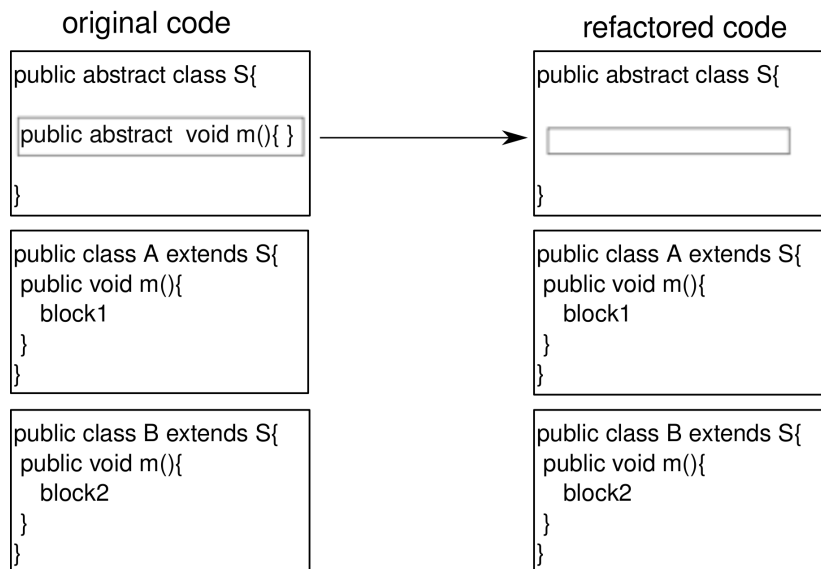 original code
public abstract class S{
public abstract void m(){ }
}
public class A extends S{
public void m(){
block1
}
}
public class B extends S{
public void m(){
block2
}
}
refactored code
public abstract class S{
}
public class A extends S{
public void m(){
block1
}
}
public class B extends S{
public void m(){
block2
}
}